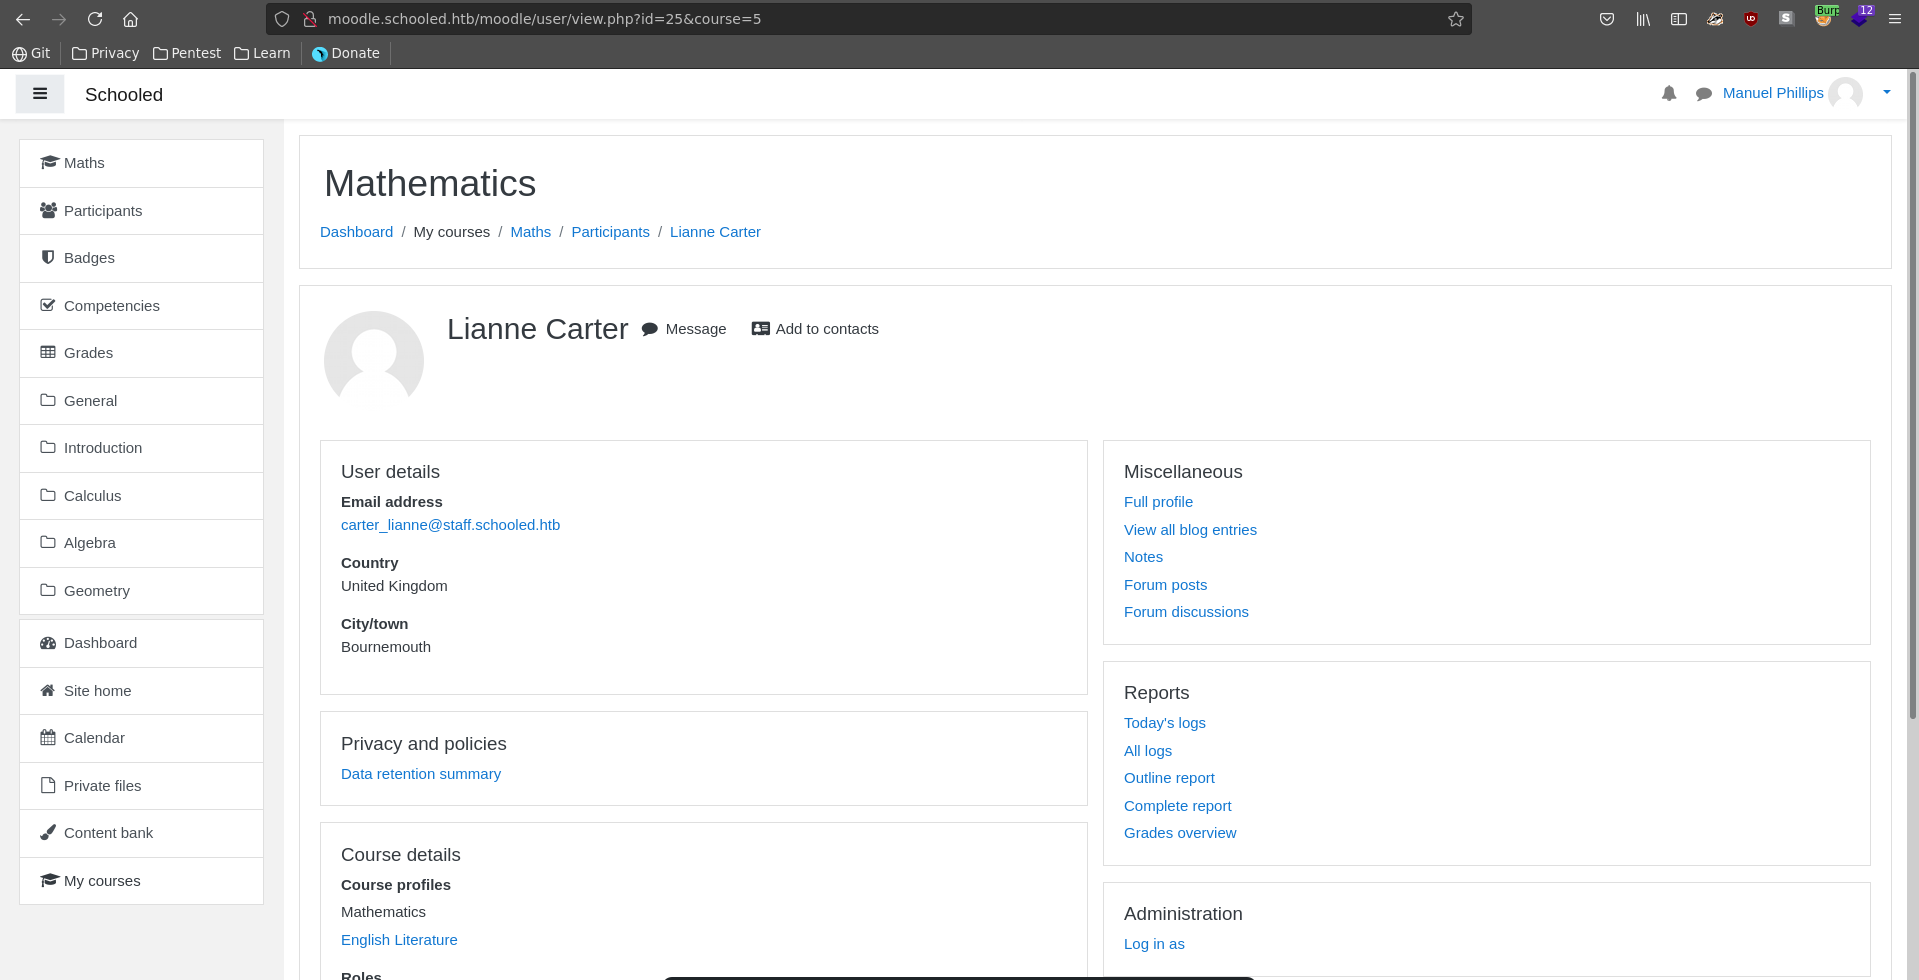 moodle.schooled.htb/moodle/user/view.php?id=25&course=5
Burp
12
Git
Privacy
Pentest
Learn
Donate
Schooled
Manuel Phillips
Maths
Participants
Badges
Competencies
Grades
General
Introduction
Calculus
Algebra
Geometry
Dashboard
Site home
Calendar
Private files
Content bank
My courses
Mathematics
Dashboard / My courses / Maths / Participants / Lianne Carter
Lianne Carter
Message
Add to contacts
User details
Email address
carter_lianne@staff.schooled.htb
Country
United Kingdom
City/town
Bournemouth
Privacy and policies
Data retention summary
Course details
Course profiles
Mathematics
English Literature
Roles
Miscellaneous
Full profile
View all blog entries
Notes
Forum posts
Forum discussions
Reports
Today's logs
All logs
Outline report
Complete report
Grades overview
Administration
Log in as